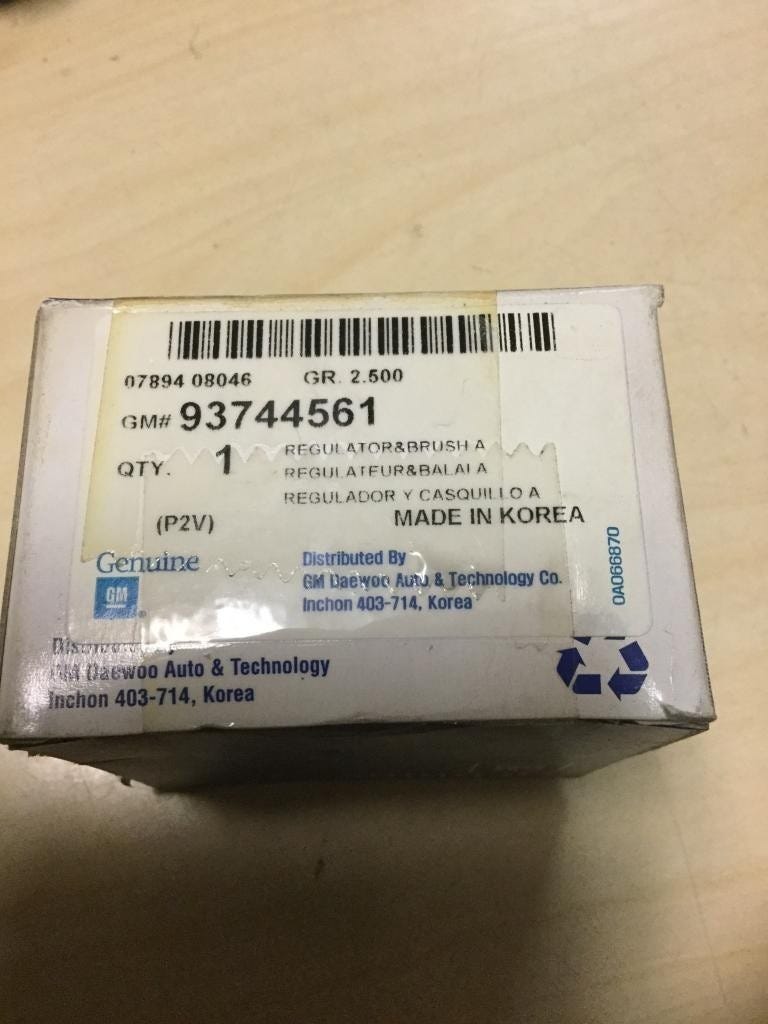 07894 08046 GR. 2.500
GM# 93744561
QTY. 1 REGULATOR&BRUSH A
REGULATEUR&BALAI A
REGULADOR Y CASQUILLO A
(P2V) MADE IN KOREA
Genuine
GM
Distributed By
GM Daewoo Auto & Technology Co.
Inchon 403-714, Korea
0A066870
GM Daewoo Auto & Technology
Inchon 403-714, Korea